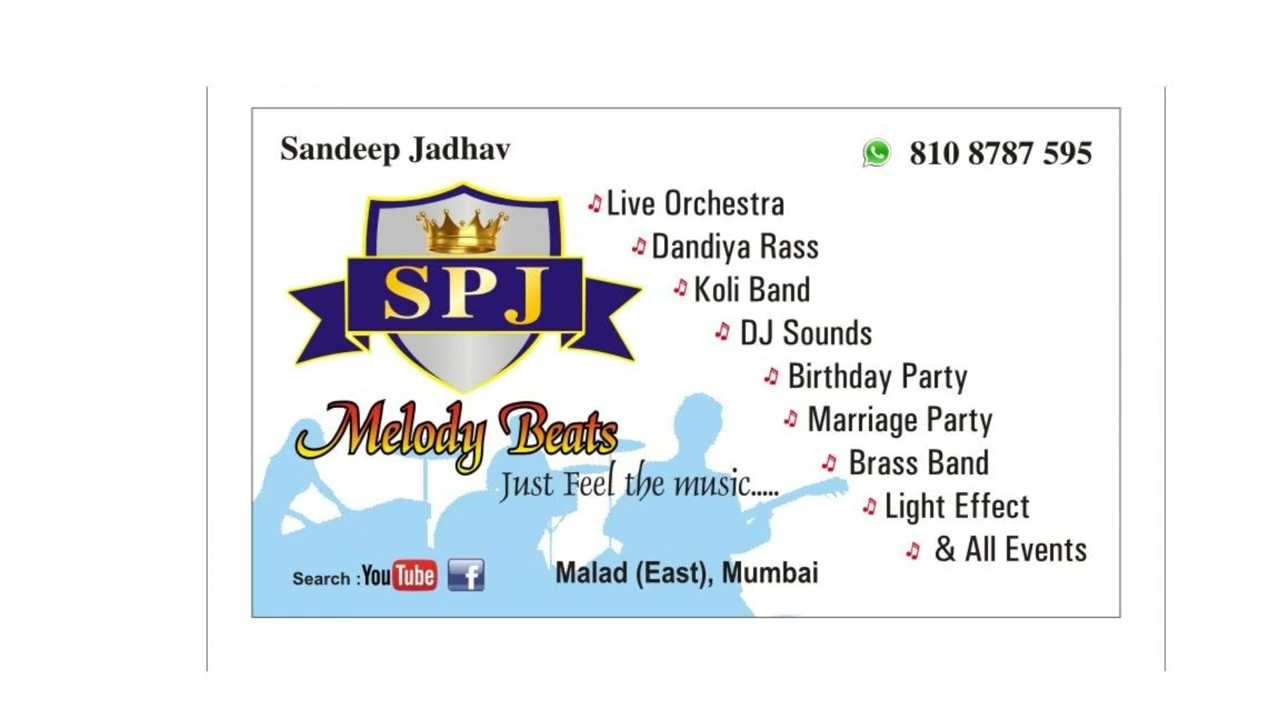 Sandeep Jadhav
810 8787 595
SPJ
Melody Beats
Just Feel the music.....
Live Orchestra
Dandiya Rass
Koli Band
DJ Sounds
Birthday Party
Marriage Party
Brass Band
Light Effect
& All Events
Search : YouTube f
Malad (East), Mumbai